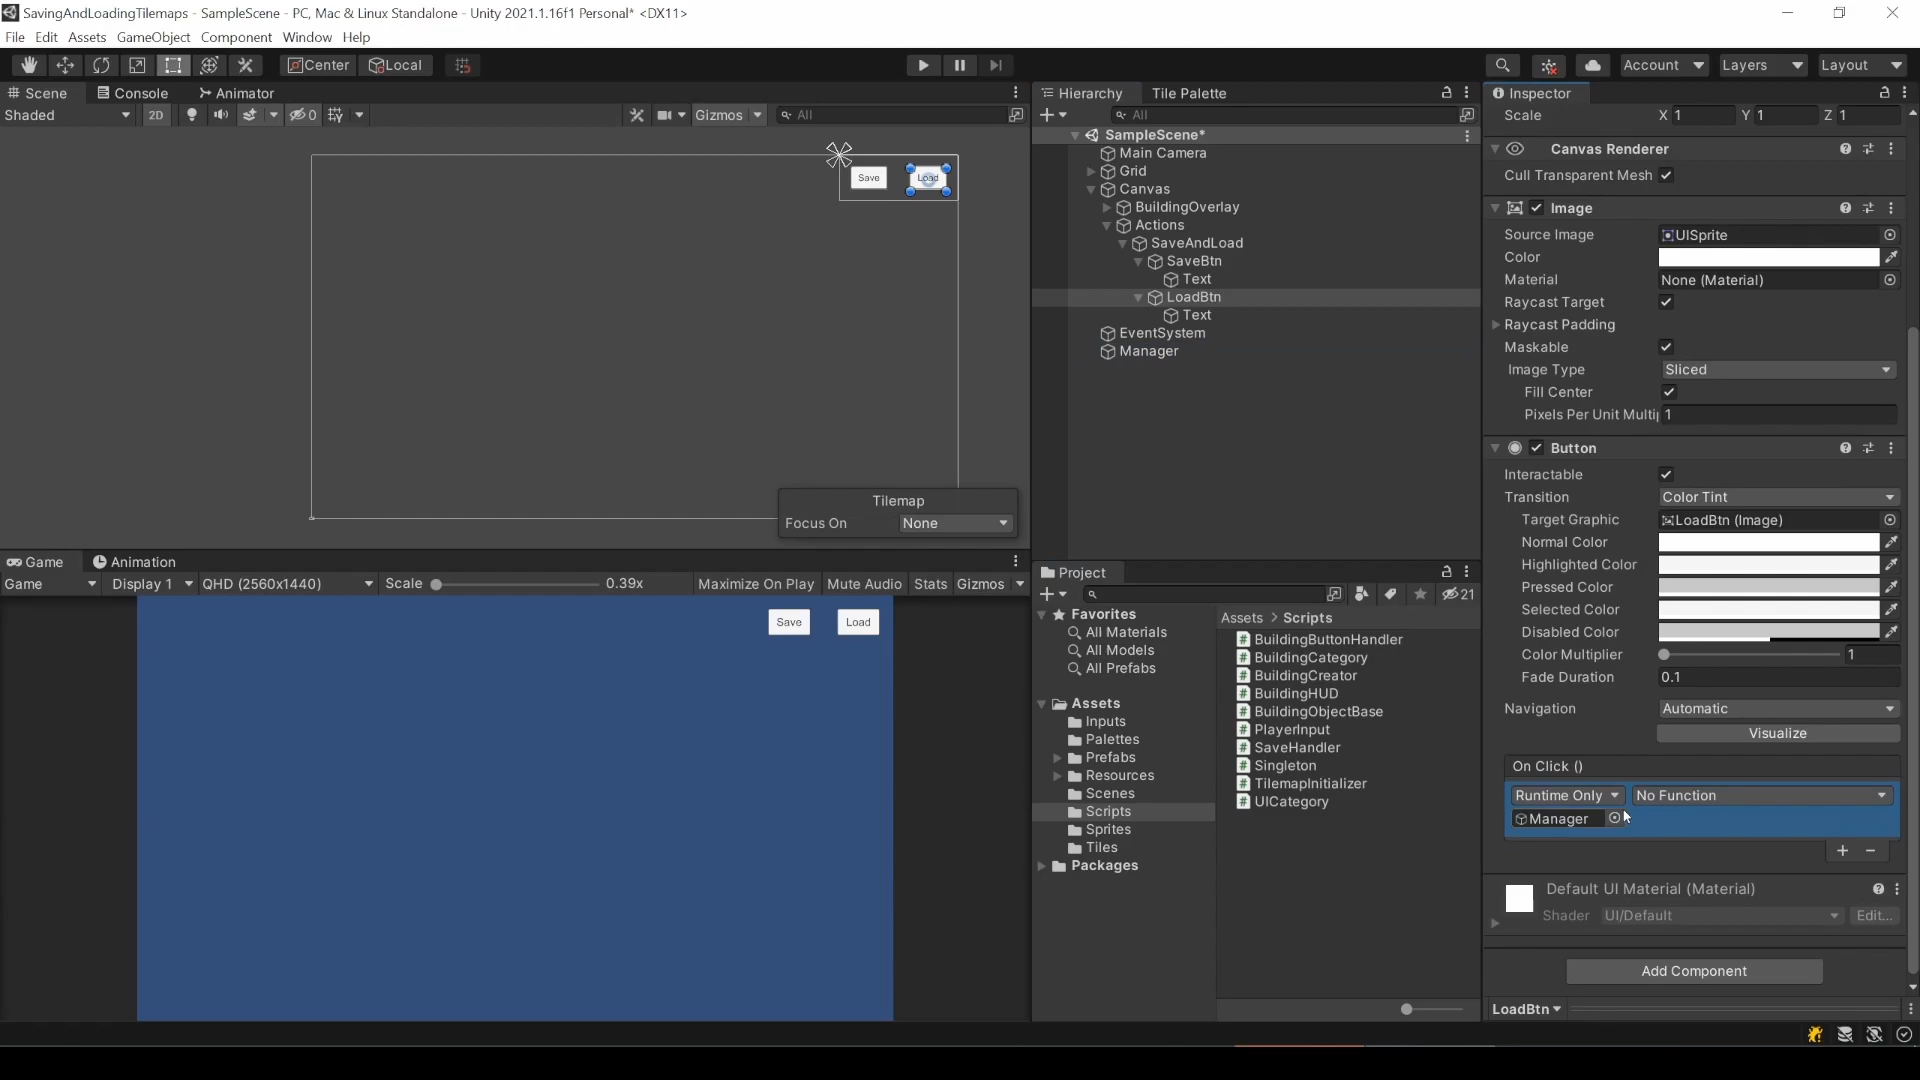 SavingAndLoadingTilemaps - SampleScene - PC, Mac & Linux Standalone - Unity 2021.1.16f1 Personal* <DX11>
File Edit Assets GameObject Component Window Help
Center Local Account Layers Layout
Scene Console Animator
Shaded 2D 0 Gizmos All
Save Load
Tilemap
Focus On None
Game Animation
Game Display 1 QHD (2560x1440) Scale 0.39x Maximize On Play Mute Audio Stats Gizmos
Save Load
Hierarchy Tile Palette
All
SampleScene*
Main Camera
Grid
Canvas
BuildingOverlay
Actions
SaveAndLoad
SaveBtn
Text
LoadBtn
Text
EventSystem
Manager
Project
21
Favorites
All Materials
All Models
All Prefabs
Assets
Inputs
Palettes
Prefabs
Resources
Scenes
Scripts
Sprites
Tiles
Packages
Assets > Scripts
BuildingButtonHandler
BuildingCategory
BuildingCreator
BuildingHUD
BuildingObjectBase
PlayerInput
SaveHandler
Singleton
TilemapInitializer
UICategory
Inspector
Scale X 1 Y 1 Z 1
Canvas Renderer
Cull Transparent Mesh
Image
Source Image UISprite
Color
Material None (Material)
Raycast Target
Raycast Padding
Maskable
Image Type Sliced
Fill Center
Pixels Per Unit Multi 1
Button
Interactable
Transition Color Tint
Target Graphic LoadBtn (Image)
Normal Color
Highlighted Color
Pressed Color
Selected Color
Disabled Color
Color Multiplier 1
Fade Duration 0.1
Navigation Automatic
Visualize
On Click ()
Runtime Only No Function
Manager
+ −
Default UI Material (Material)
Shader UI/Default Edit...
Add Component
LoadBtn